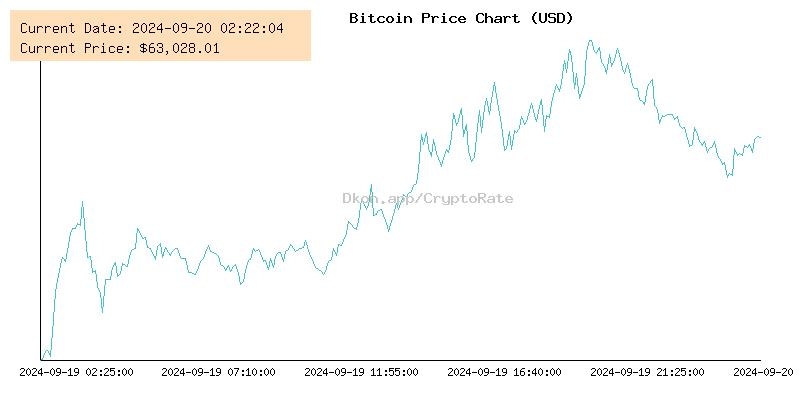 Bitcoin Price Chart (USD)
Current Date: 2024-09-20 02:22:04
Current Price: $63,028.01
Dkon.app/CryptoRate
2024-09-19 02:25:00 2024-09-19 07:10:00 2024-09-19 11:55:00 2024-09-19 16:40:00 2024-09-19 21:25:00 2024-09-20